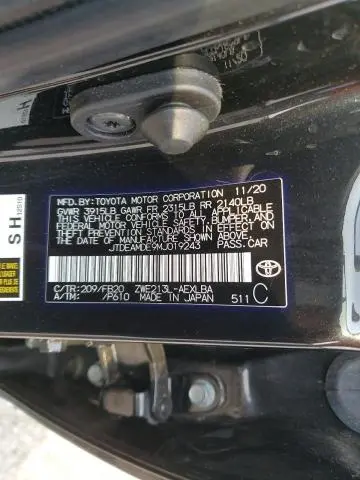 MFD.BY:TOYOTA MOTOR CORPORATION 11/20
GVWR 3915LB GAWR FR 2315LB RR 2140LB
THIS VEHICLE CONFORMS TO ALL APPLICABLE
FEDERAL MOTOR VEHICLE SAFETY, BUMPER, AND
THEFT PREVENTION STANDARDS IN EFFECT ON
THE DATE OF MANUFACTURE SHOWN ABOVE.
JTDEAMDE9MJ019243 PASS.CAR
C/TR:209/FB20 ZWE213L-AEXLBA
A/TM: /P610 MADE IN JAPAN 511 C
SH